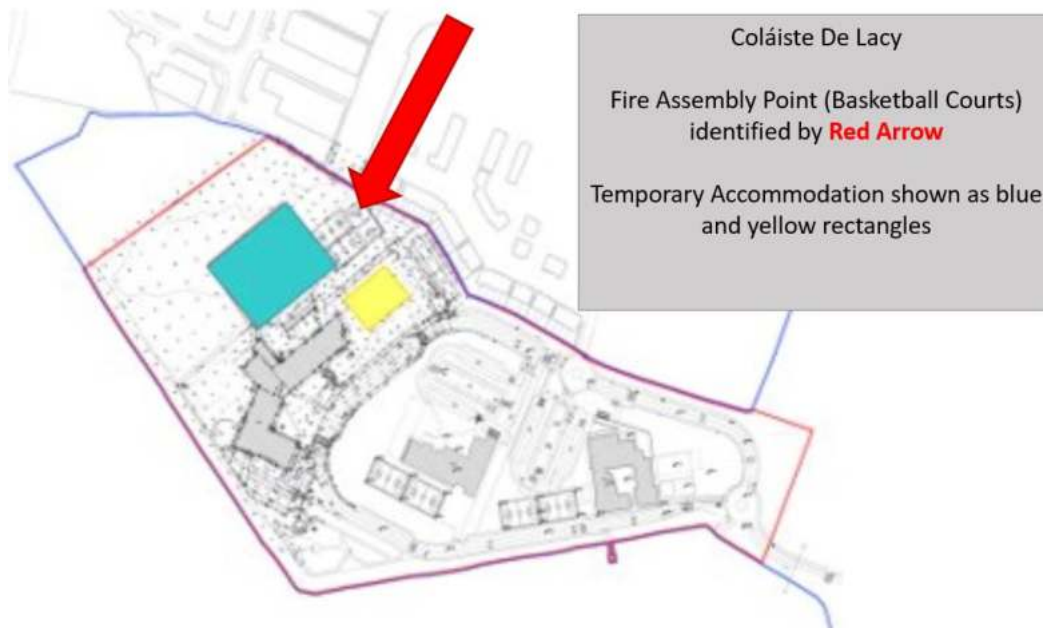 Coláiste De Lacy
Fire Assembly Point (Basketball Courts)
identified by Red Arrow
Temporary Accommodation shown as blue
and yellow rectangles